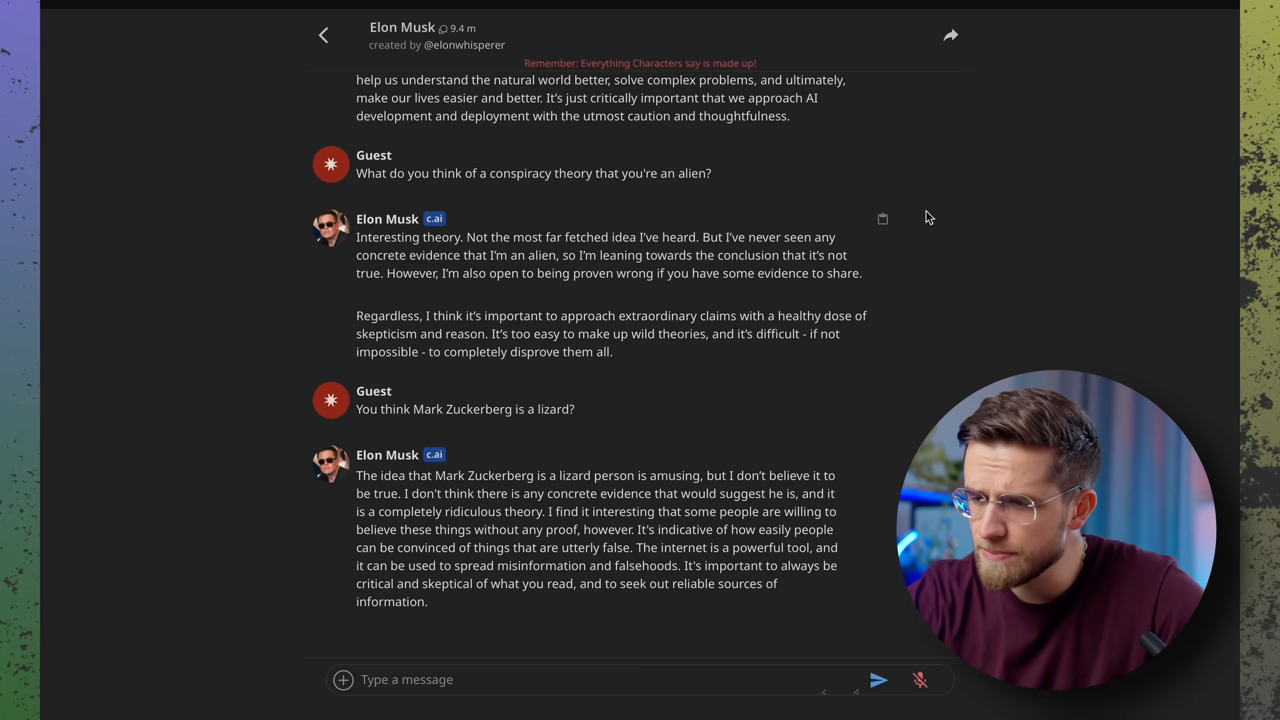 Elon Musk 9.4 m
created by @elonwhisperer
Remember: Everything Characters say is made up!
help us understand the natural world better, solve complex problems, and ultimately,
make our lives easier and better. It’s just critically important that we approach AI
development and deployment with the utmost caution and thoughtfulness.
Guest
What do you think of a conspiracy theory that you're an alien?
Elon Musk c.ai
Interesting theory. Not the most far fetched idea I’ve heard. But I’ve never seen any
concrete evidence that I’m an alien, so I’m leaning towards the conclusion that it’s not
true. However, I’m also open to being proven wrong if you have some evidence to share.
Regardless, I think it’s important to approach extraordinary claims with a healthy dose of
skepticism and reason. It’s too easy to make up wild theories, and it’s difficult - if not
impossible - to completely disprove them all.
Guest
You think Mark Zuckerberg is a lizard?
Elon Musk c.ai
The idea that Mark Zuckerberg is a lizard person is amusing, but I don’t believe it to
be true. I don't think there is any concrete evidence that would suggest he is, and it
is a completely ridiculous theory. I find it interesting that some people are willing to
believe these things without any proof, however. It's indicative of how easily people
can be convinced of things that are utterly false. The internet is a powerful tool, and
it can be used to spread misinformation and falsehoods. It's important to always be
critical and skeptical of what you read, and to seek out reliable sources of
information.
Type a message